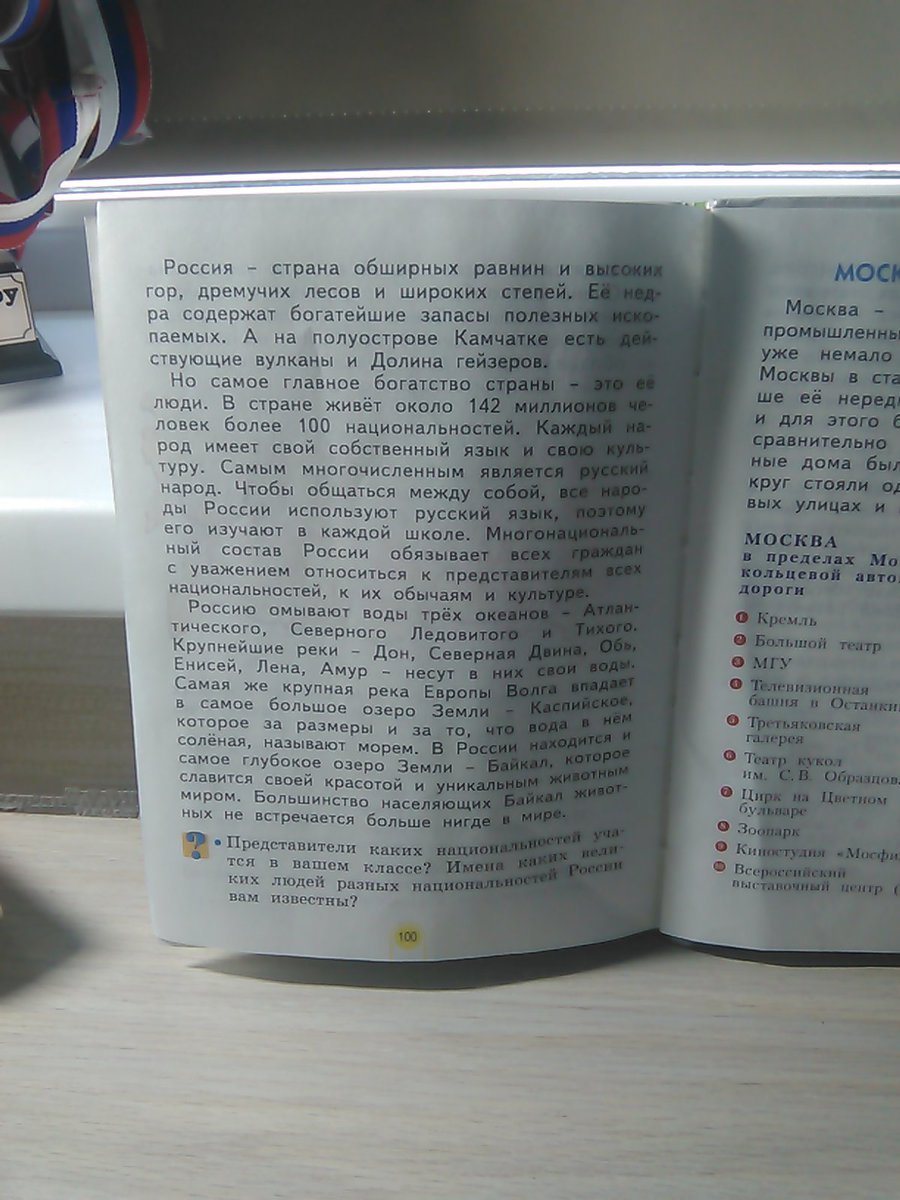 Россия – страна обширных равнин и высоких
гор, дремучих лесов и широких степей. Её нед-
ра содержат богатейшие запасы полезных иско-
паемых. А на полуострове Камчатке есть дей-
ствующие вулканы и Долина гейзеров.
Но самое главное богатство страны – это её
люди. В стране живёт около 142 миллионов че-
ловек более 100 национальностей. Каждый на-
род имеет свой собственный язык и свою куль-
туру. Самым многочисленным является русский
народ. Чтобы общаться между собой, все наро-
ды России используют русский язык, поэтому
его изучают в каждой школе. Многонациональ-
ный состав России обязывает всех граждан
с уважением относиться к представителям всех
национальностей, к их обычаям и культуре.
Россию омывают воды трёх океанов – Атлан-
тического, Северного Ледовитого и Тихого.
Крупнейшие реки – Дон, Северная Двина, Обь,
Енисей, Лена, Амур – несут в них свои воды.
Самая же крупная река Европы Волга впадает
в самое большое озеро Земли – Каспийское,
которое за размеры и за то, что вода в нём
солёная, называют морем. В России находится и
самое глубокое озеро Земли – Байкал, которое
славится своей красотой и уникальным животным
миром. Большинство населяющих Байкал живот-
ных не встречается больше нигде в мире.
? • Представители каких национальностей уча-
тся в вашем классе? Имена каких вели-
ких людей разных национальностей России
вам известны?
100
МОСК
Москва –
промышленны
уже немало
Москвы в ста
ше её неред
и для этого б
сравнительно
ные дома был
круг стояли од
вых улицах и
МОСКВА
в пределах Мо
кольцевой авто
дороги
1 Кремль
2 Большой театр
3 МГУ
4 Телевизионная
башня в Останки
5 Третьяковская
галерея
6 Театр кукол
им. С. В. Образцов
7 Цирк на Цветном
бульваре
8 Зоопарк
9 Киностудия «Мосфи
10 Всероссийский
выставочный центр (
ру